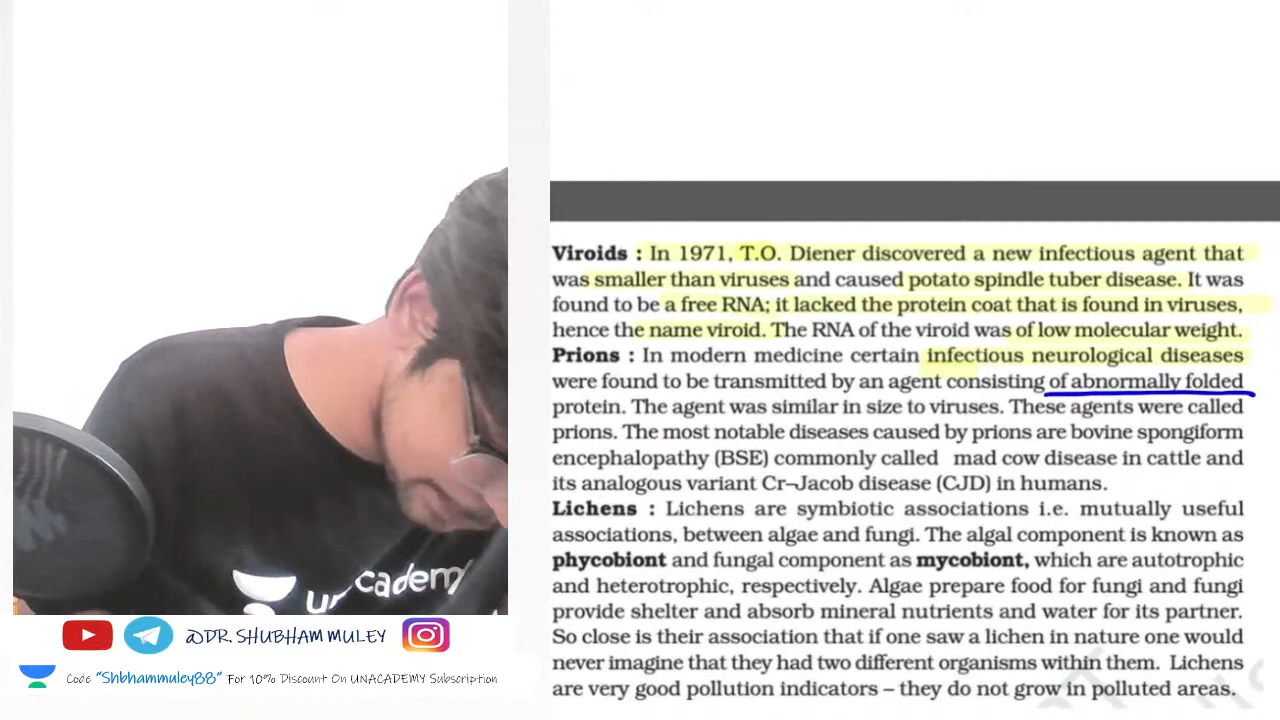 unacademy
@DR. SHUBHAM MULEY
Code "Shbhammuley88" For 10% Discount On UNACADEMY Subscription
Viroids : In 1971, T.O. Diener discovered a new infectious agent that
was smaller than viruses and caused potato spindle tuber disease. It was
found to be a free RNA; it lacked the protein coat that is found in viruses,
hence the name viroid. The RNA of the viroid was of low molecular weight.
Prions : In modern medicine certain infectious neurological diseases
were found to be transmitted by an agent consisting of abnormally folded
protein. The agent was similar in size to viruses. These agents were called
prions. The most notable diseases caused by prions are bovine spongiform
encephalopathy (BSE) commonly called mad cow disease in cattle and
its analogous variant Cr–Jacob disease (CJD) in humans.
Lichens : Lichens are symbiotic associations i.e. mutually useful
associations, between algae and fungi. The algal component is known as
phycobiont and fungal component as mycobiont, which are autotrophic
and heterotrophic, respectively. Algae prepare food for fungi and fungi
provide shelter and absorb mineral nutrients and water for its partner.
So close is their association that if one saw a lichen in nature one would
never imagine that they had two different organisms within them. Lichens
are very good pollution indicators – they do not grow in polluted areas.